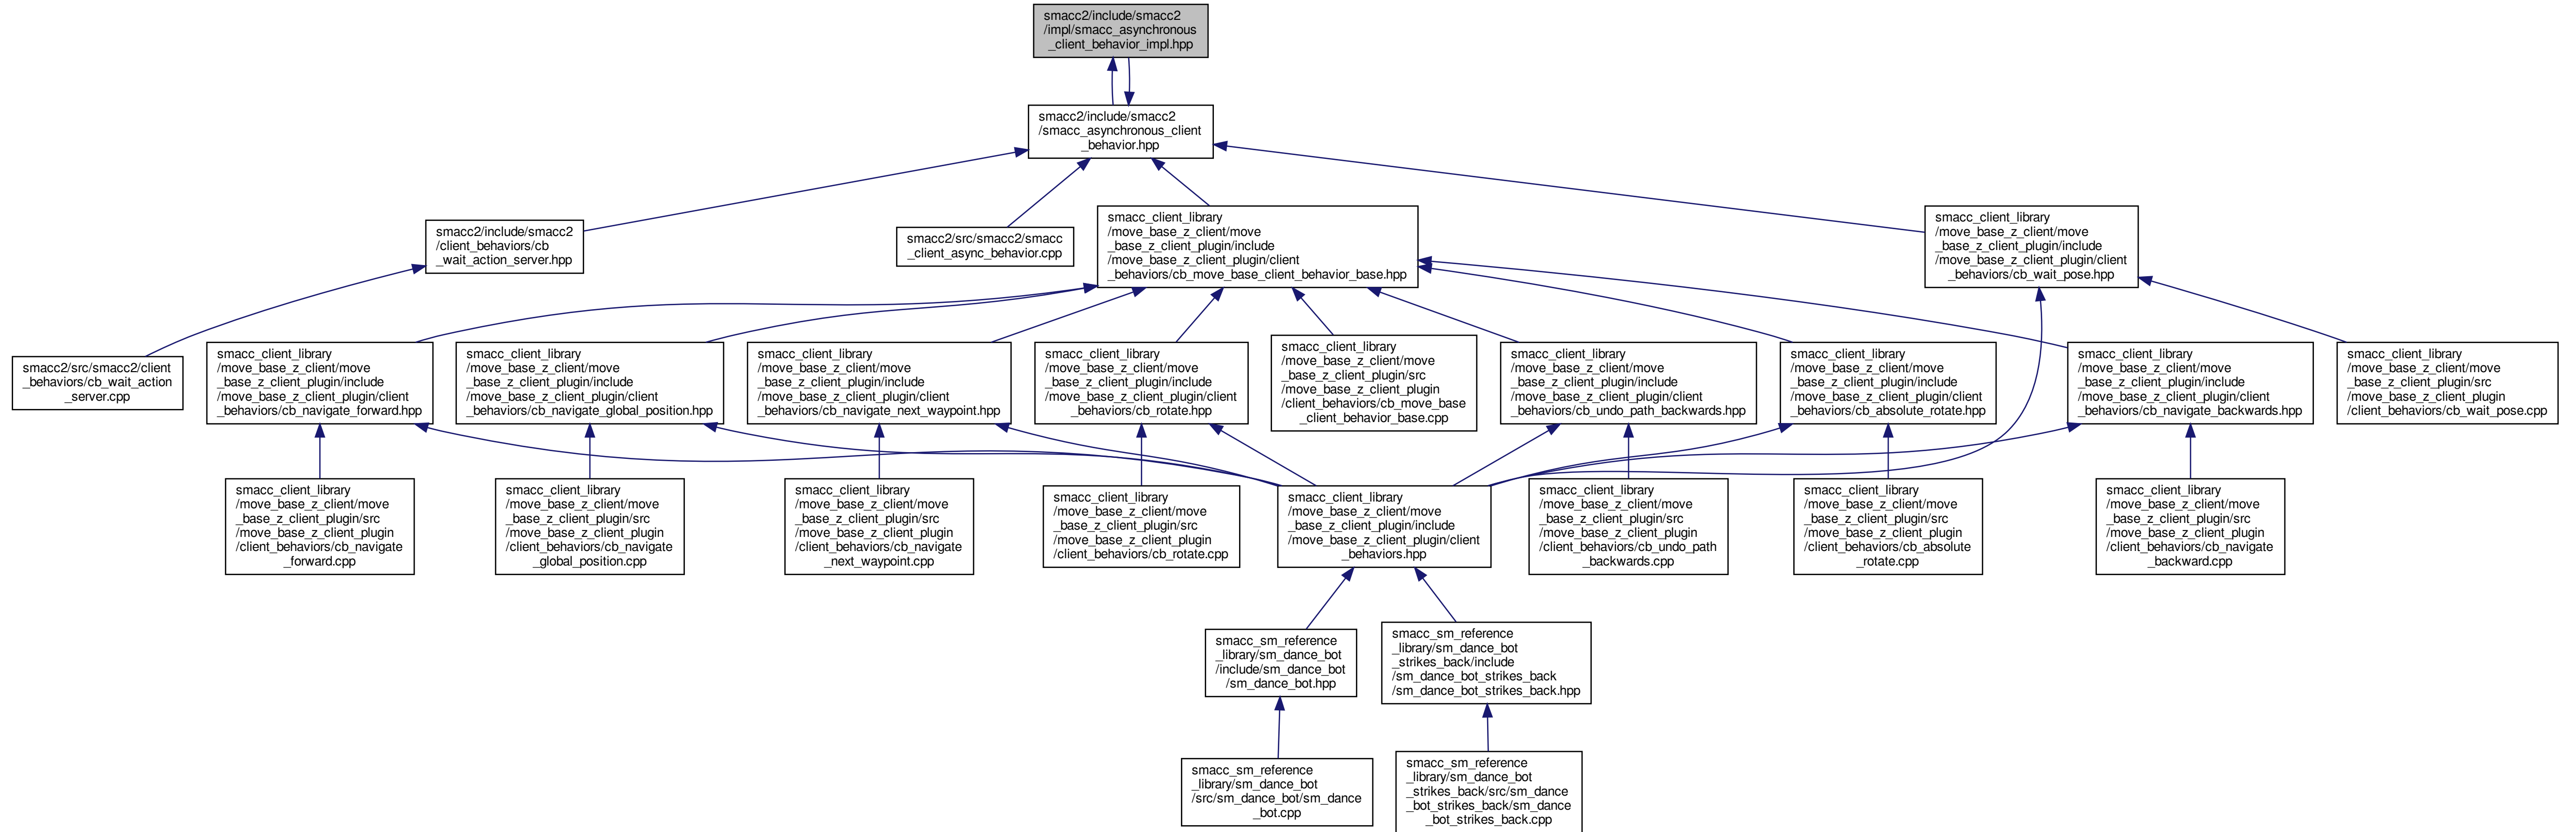 smacc2/include/smacc2
/impl/smacc_asynchronous
_client_behavior_impl.hpp
smacc2/include/smacc2
/smacc_asynchronous_client
_behavior.hpp
smacc2/include/smacc2
/client_behaviors/cb
_wait_action_server.hpp
smacc2/src/smacc2/smacc
_client_async_behavior.cpp
smacc_client_library
/move_base_z_client/move
_base_z_client_plugin/include
/move_base_z_client_plugin/client
_behaviors/cb_move_base_client_behavior_base.hpp
smacc_client_library
/move_base_z_client/move
_base_z_client_plugin/include
/move_base_z_client_plugin/client
_behaviors/cb_wait_pose.hpp
smacc2/src/smacc2/client
_behaviors/cb_wait_action
_server.cpp
smacc_client_library
/move_base_z_client/move
_base_z_client_plugin/include
/move_base_z_client_plugin/client
_behaviors/cb_navigate_forward.hpp
smacc_client_library
/move_base_z_client/move
_base_z_client_plugin/include
/move_base_z_client_plugin/client
_behaviors/cb_navigate_global_position.hpp
smacc_client_library
/move_base_z_client/move
_base_z_client_plugin/include
/move_base_z_client_plugin/client
_behaviors/cb_navigate_next_waypoint.hpp
smacc_client_library
/move_base_z_client/move
_base_z_client_plugin/include
/move_base_z_client_plugin/client
_behaviors/cb_rotate.hpp
smacc_client_library
/move_base_z_client/move
_base_z_client_plugin/src
/move_base_z_client_plugin
/client_behaviors/cb_move_base
_client_behavior_base.cpp
smacc_client_library
/move_base_z_client/move
_base_z_client_plugin/include
/move_base_z_client_plugin/client
_behaviors/cb_undo_path_backwards.hpp
smacc_client_library
/move_base_z_client/move
_base_z_client_plugin/include
/move_base_z_client_plugin/client
_behaviors/cb_absolute_rotate.hpp
smacc_client_library
/move_base_z_client/move
_base_z_client_plugin/include
/move_base_z_client_plugin/client
_behaviors/cb_navigate_backwards.hpp
smacc_client_library
/move_base_z_client/move
_base_z_client_plugin/src
/move_base_z_client_plugin
/client_behaviors/cb_wait_pose.cpp
smacc_client_library
/move_base_z_client/move
_base_z_client_plugin/src
/move_base_z_client_plugin
/client_behaviors/cb_navigate
_forward.cpp
smacc_client_library
/move_base_z_client/move
_base_z_client_plugin/src
/move_base_z_client_plugin
/client_behaviors/cb_navigate
_global_position.cpp
smacc_client_library
/move_base_z_client/move
_base_z_client_plugin/src
/move_base_z_client_plugin
/client_behaviors/cb_navigate
_next_waypoint.cpp
smacc_client_library
/move_base_z_client/move
_base_z_client_plugin/src
/move_base_z_client_plugin
/client_behaviors/cb_rotate.cpp
smacc_client_library
/move_base_z_client/move
_base_z_client_plugin/include
/move_base_z_client_plugin/client
_behaviors.hpp
smacc_client_library
/move_base_z_client/move
_base_z_client_plugin/src
/move_base_z_client_plugin
/client_behaviors/cb_undo_path
_backwards.cpp
smacc_client_library
/move_base_z_client/move
_base_z_client_plugin/src
/move_base_z_client_plugin
/client_behaviors/cb_absolute
_rotate.cpp
smacc_client_library
/move_base_z_client/move
_base_z_client_plugin/src
/move_base_z_client_plugin
/client_behaviors/cb_navigate
_backward.cpp
smacc_sm_reference
_library/sm_dance_bot
/include/sm_dance_bot
/sm_dance_bot.hpp
smacc_sm_reference
_library/sm_dance_bot
_strikes_back/include
/sm_dance_bot_strikes_back
/sm_dance_bot_strikes_back.hpp
smacc_sm_reference
_library/sm_dance_bot
/src/sm_dance_bot/sm_dance
_bot.cpp
smacc_sm_reference
_library/sm_dance_bot
_strikes_back/src/sm_dance
_bot_strikes_back/sm_dance
_bot_strikes_back.cpp